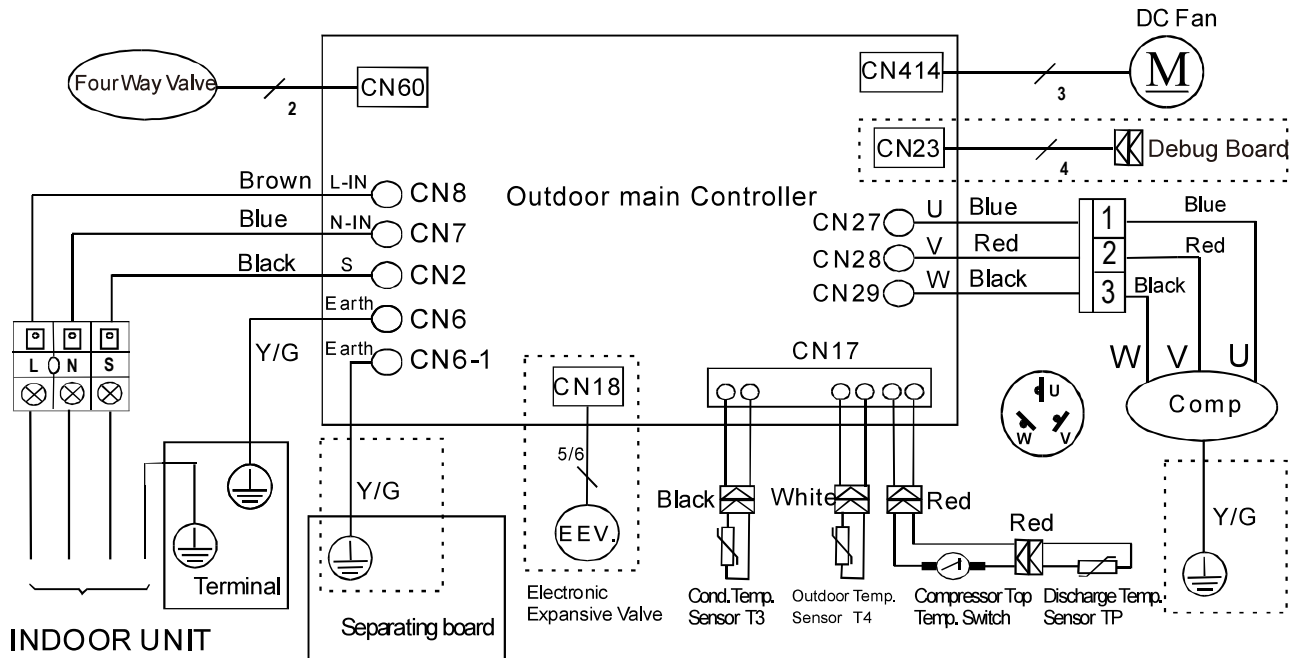 DC Fan
Four Way Valve
2
CN60
CN414
3
M
CN23
4
Debug Board
Outdoor main Controller
Brown L-IN CN8
Blue N-IN CN7
Black S CN2
Earth CN6
Y/G
Earth CN6-1
Y/G
L N S
Terminal
INDOOR UNIT
Separating board
CN18
5/6
EEV.
Electronic
Expansive Valve
CN27 U Blue 1 Blue
CN28 V Red 2 Red
CN29 W Black 3 Black
W V U
Comp
Y/G
U
W V
CN17
Black
White
Red
Red
Cond.Temp.
Sensor T3
Outdoor Temp.
Sensor T4
Compressor Top
Temp. Switch
Discharge Temp.
Sensor TP